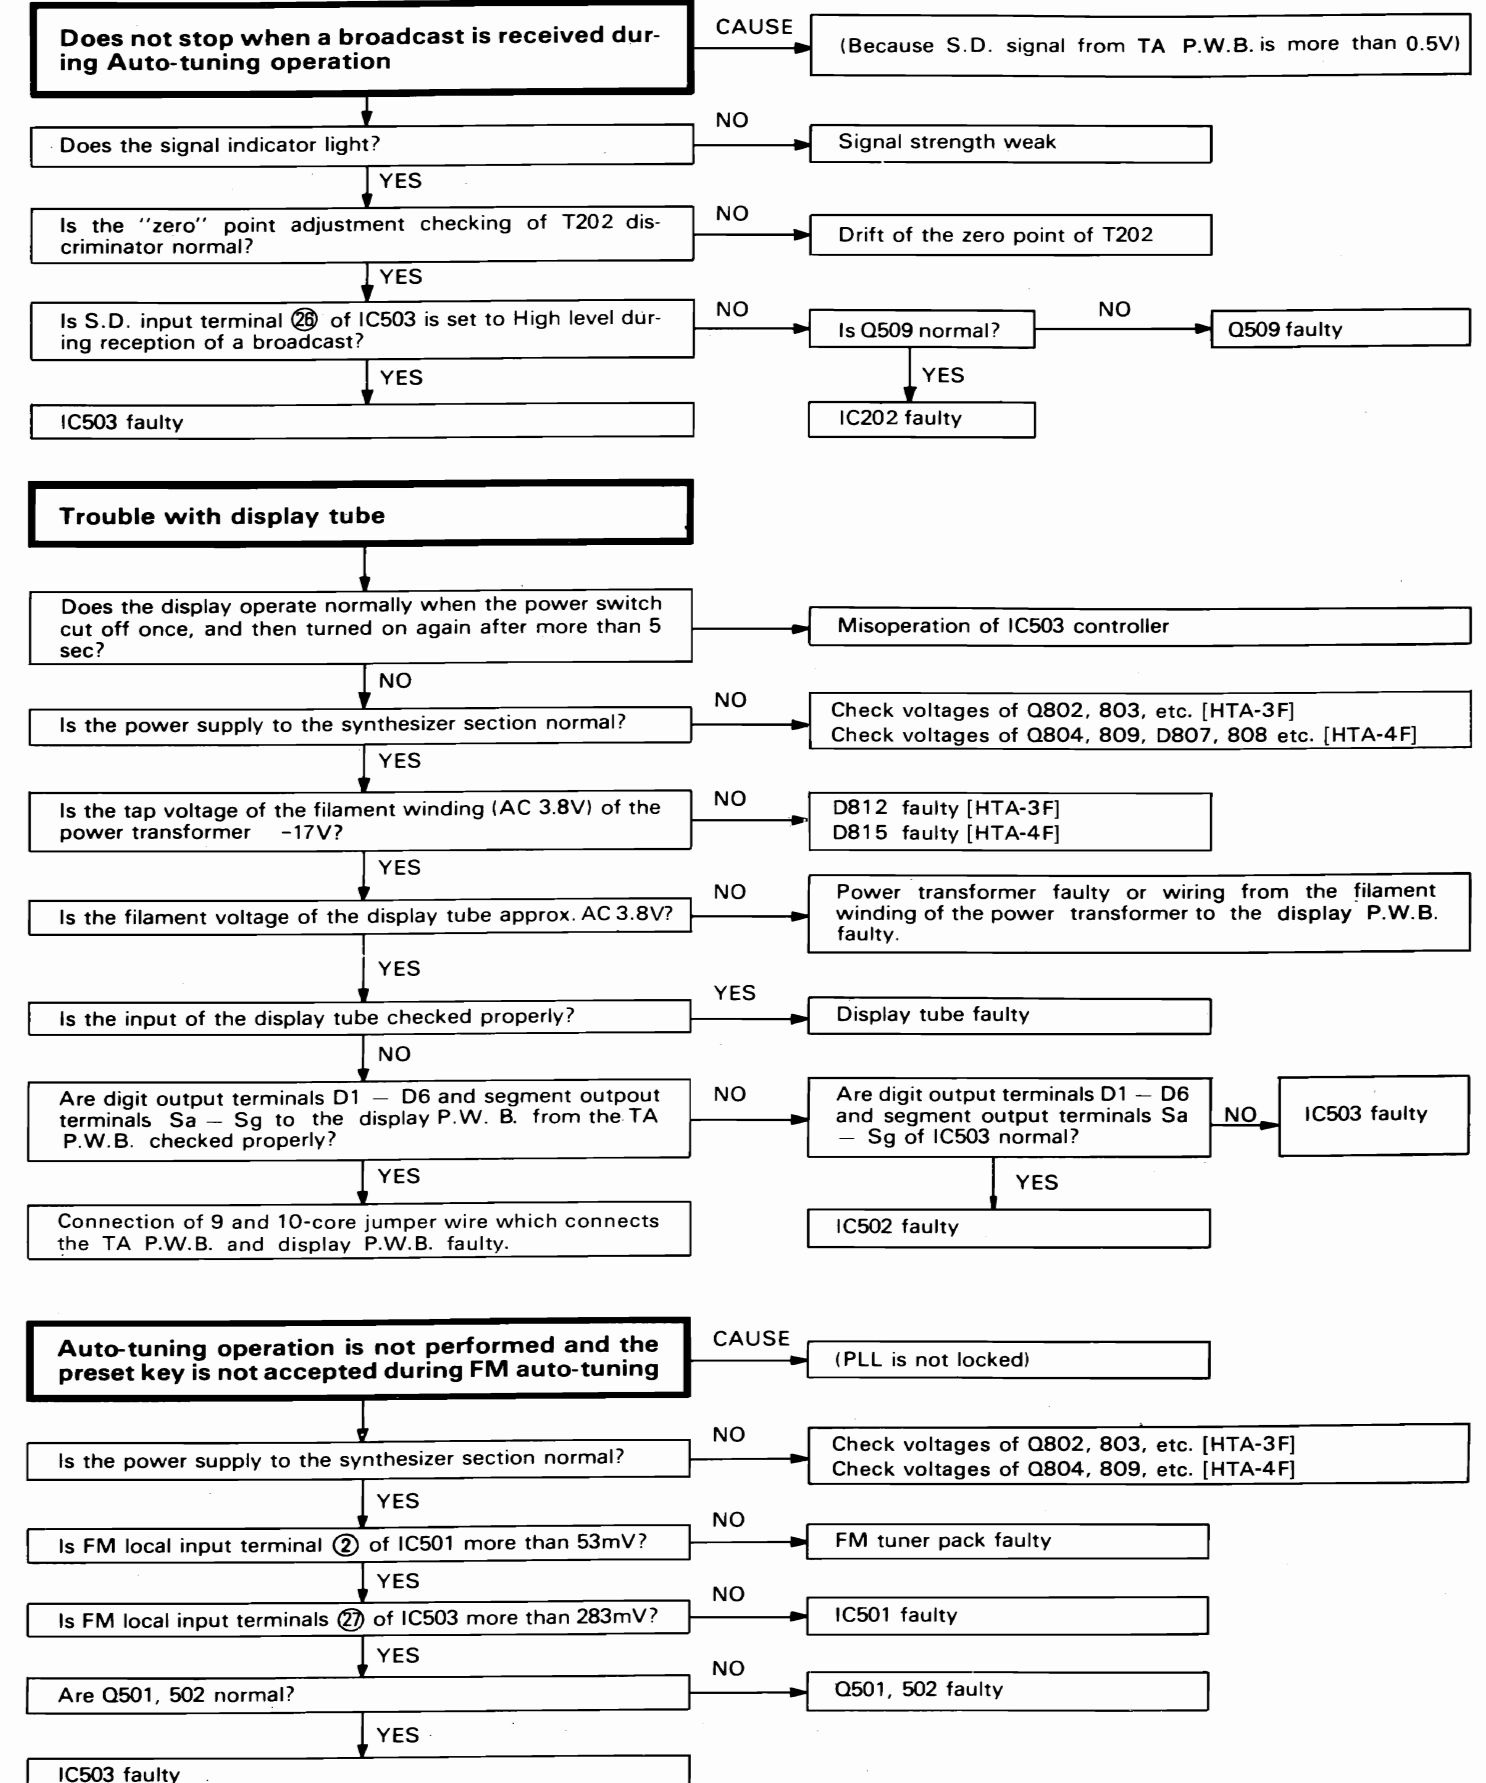 Does not stop when a broadcast is received dur-
ing Auto-tuning operation
CAUSE
(Because S.D. signal from TA P.W.B. is more than 0.5V)
Does the signal indicator light?
NO
Signal strength weak
YES
Is the "zero" point adjustment checking of T202 dis-
criminator normal?
NO
Drift of the zero point of T202
YES
Is S.D. input terminal ㉖ of IC503 is set to High level dur-
ing reception of a broadcast?
NO
Is Q509 normal?
NO
Q509 faulty
YES
YES
IC503 faulty
IC202 faulty
Trouble with display tube
Does the display operate normally when the power switch
cut off once, and then turned on again after more than 5
sec?
Misoperation of IC503 controller
NO
Is the power supply to the synthesizer section normal?
NO
Check voltages of Q802, 803, etc. [HTA-3F]
Check voltages of Q804, 809, D807, 808 etc. [HTA-4F]
YES
Is the tap voltage of the filament winding (AC 3.8V) of the
power transformer -17V?
NO
D812 faulty [HTA-3F]
D815 faulty [HTA-4F]
YES
Is the filament voltage of the display tube approx. AC 3.8V?
NO
Power transformer faulty or wiring from the filament
winding of the power transformer to the display P.W.B.
faulty.
YES
Is the input of the display tube checked properly?
YES
Display tube faulty
NO
Are digit output terminals D1 — D6 and segment outpout
terminals Sa — Sg to the display P.W. B. from the TA
P.W.B. checked properly?
NO
Are digit output terminals D1 — D6
and segment output terminals Sa
— Sg of IC503 normal?
NO
IC503 faulty
YES
YES
Connection of 9 and 10-core jumper wire which connects
the TA P.W.B. and display P.W.B. faulty.
IC502 faulty
Auto-tuning operation is not performed and the
preset key is not accepted during FM auto-tuning
CAUSE
(PLL is not locked)
Is the power supply to the synthesizer section normal?
NO
Check voltages of Q802, 803, etc. [HTA-3F]
Check voltages of Q804, 809, etc. [HTA-4F]
YES
Is FM local input terminal ② of IC501 more than 53mV?
NO
FM tuner pack faulty
YES
Is FM local input terminals ㉗ of IC503 more than 283mV?
NO
IC501 faulty
YES
Are Q501, 502 normal?
NO
Q501, 502 faulty
YES
IC503 faulty